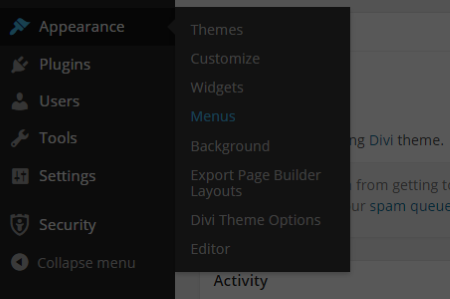 Appearance
Plugins
Users
Tools
Settings
Security
Collapse menu
Themes
Customize
Widgets
Menus
Background
Export Page Builder
Layouts
Divi Theme Options
Editor
Divi theme.
from getting
spam queue
Activity